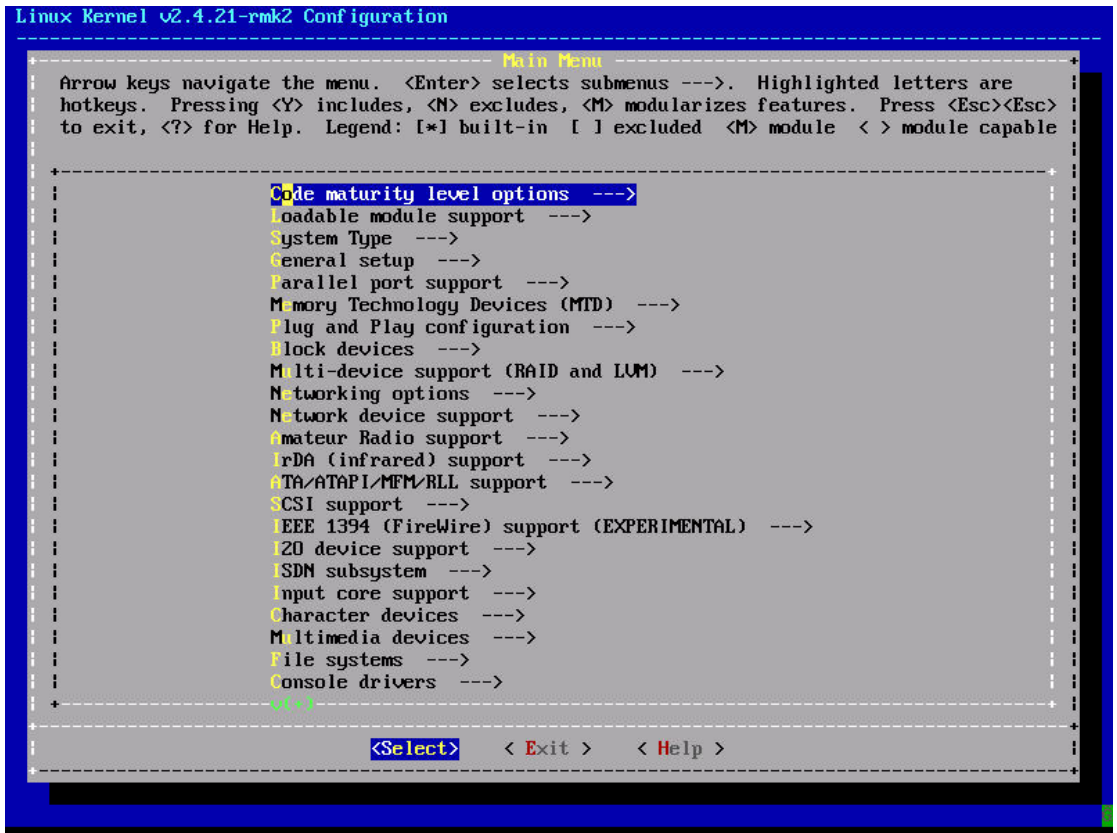 Linux Kernel v2.4.21-rmk2 Configuration
Main Menu
Arrow keys navigate the menu. <Enter> selects submenus --->. Highlighted letters are
hotkeys. Pressing <Y> includes, <N> excludes, <M> modularizes features. Press <Esc><Esc>
to exit, <?> for Help. Legend: [*] built-in [ ] excluded <M> module < > module capable
Code maturity level options --->
Loadable module support --->
System Type --->
General setup --->
Parallel port support --->
Memory Technology Devices (MTD) --->
Plug and Play configuration --->
Block devices --->
Multi-device support (RAID and LVM) --->
Networking options --->
Network device support --->
Amateur Radio support --->
IrDA (infrared) support --->
ATA/ATAPI/MFM/RLL support --->
SCSI support --->
IEEE 1394 (FireWire) support (EXPERIMENTAL) --->
I2O device support --->
ISDN subsystem --->
Input core support --->
Character devices --->
Multimedia devices --->
File systems --->
Console drivers --->
v(+)
<Select> < Exit > < Help >